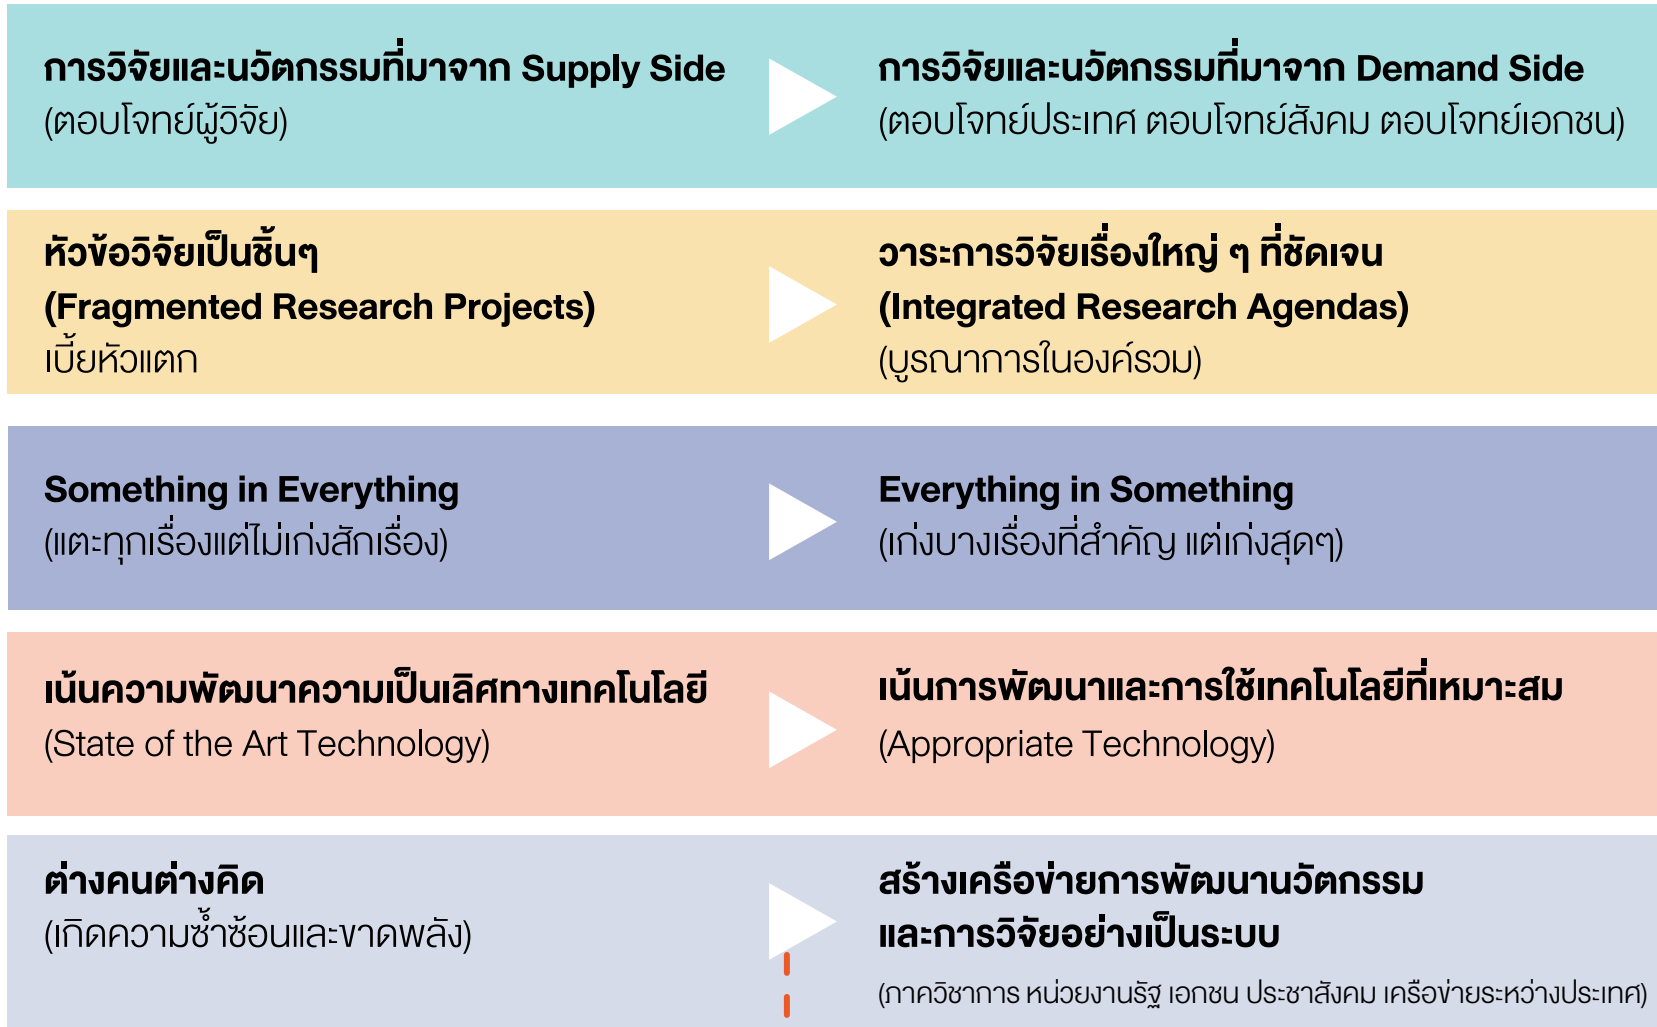 การวิจัยและนวัตกรรมที่มาจาก Supply Side
(ตอบโจทย์ผู้วิจัย)
การวิจัยและนวัตกรรมที่มาจาก Demand Side
(ตอบโจทย์ประเทศ ตอบโจทย์สังคม ตอบโจทย์เอกชน)
หัวข้อวิจัยเป็นชิ้นๆ
(Fragmented Research Projects)
เบี้ยหัวแตก
วาระการวิจัยเรื่องใหญ่ ๆ ที่ชัดเจน
(Integrated Research Agendas)
(บูรณาการในองค์รวม)
Something in Everything
(แตะทุกเรื่องแต่ไม่เก่งสักเรื่อง)
Everything in Something
(เก่งบางเรื่องที่สำคัญ แต่เก่งสุดๆ)
เน้นความพัฒนาความเป็นเลิศทางเทคโนโลยี
(State of the Art Technology)
เน้นการพัฒนาและการใช้เทคโนโลยีที่เหมาะสม
(Appropriate Technology)
ต่างคนต่างคิด
(เกิดความซ้ำซ้อนและขาดพลัง)
สร้างเครือข่ายการพัฒนานวัตกรรม
และการวิจัยอย่างเป็นระบบ
(ภาควิชาการ หน่วยงานรัฐ เอกชน ประชาสังคม เครือข่ายระหว่างประเทศ)